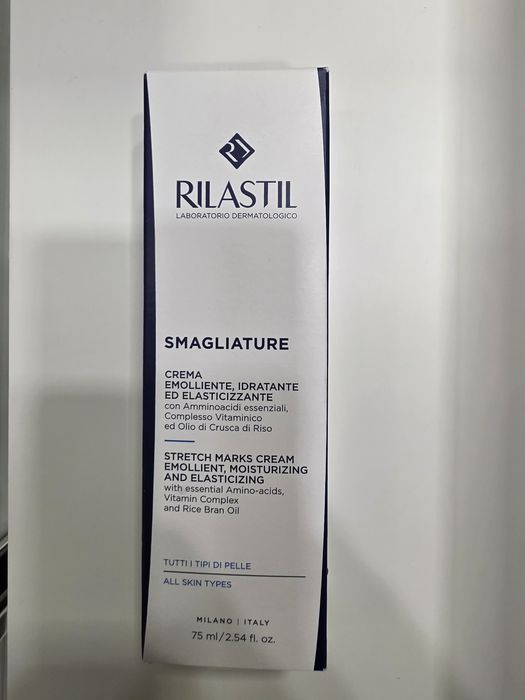 RILASTIL
LABORATORIO DERMATOLOGICO
SMAGLIATURE
CREMA
EMOLLIENTE, IDRATANTE
ED ELASTICIZZANTE
con Amminoacidi essenziali,
Complesso Vitaminico
ed Olio di Crusca di Riso
STRETCH MARKS CREAM
EMOLLIENT, MOISTURIZING
AND ELASTICIZING
with essential Amino-acids,
Vitamin Complex
and Rice Bran Oil
TUTTI I TIPI DI PELLE
ALL SKIN TYPES
MILANO | ITALY
75 ml/2.54 fl. oz.